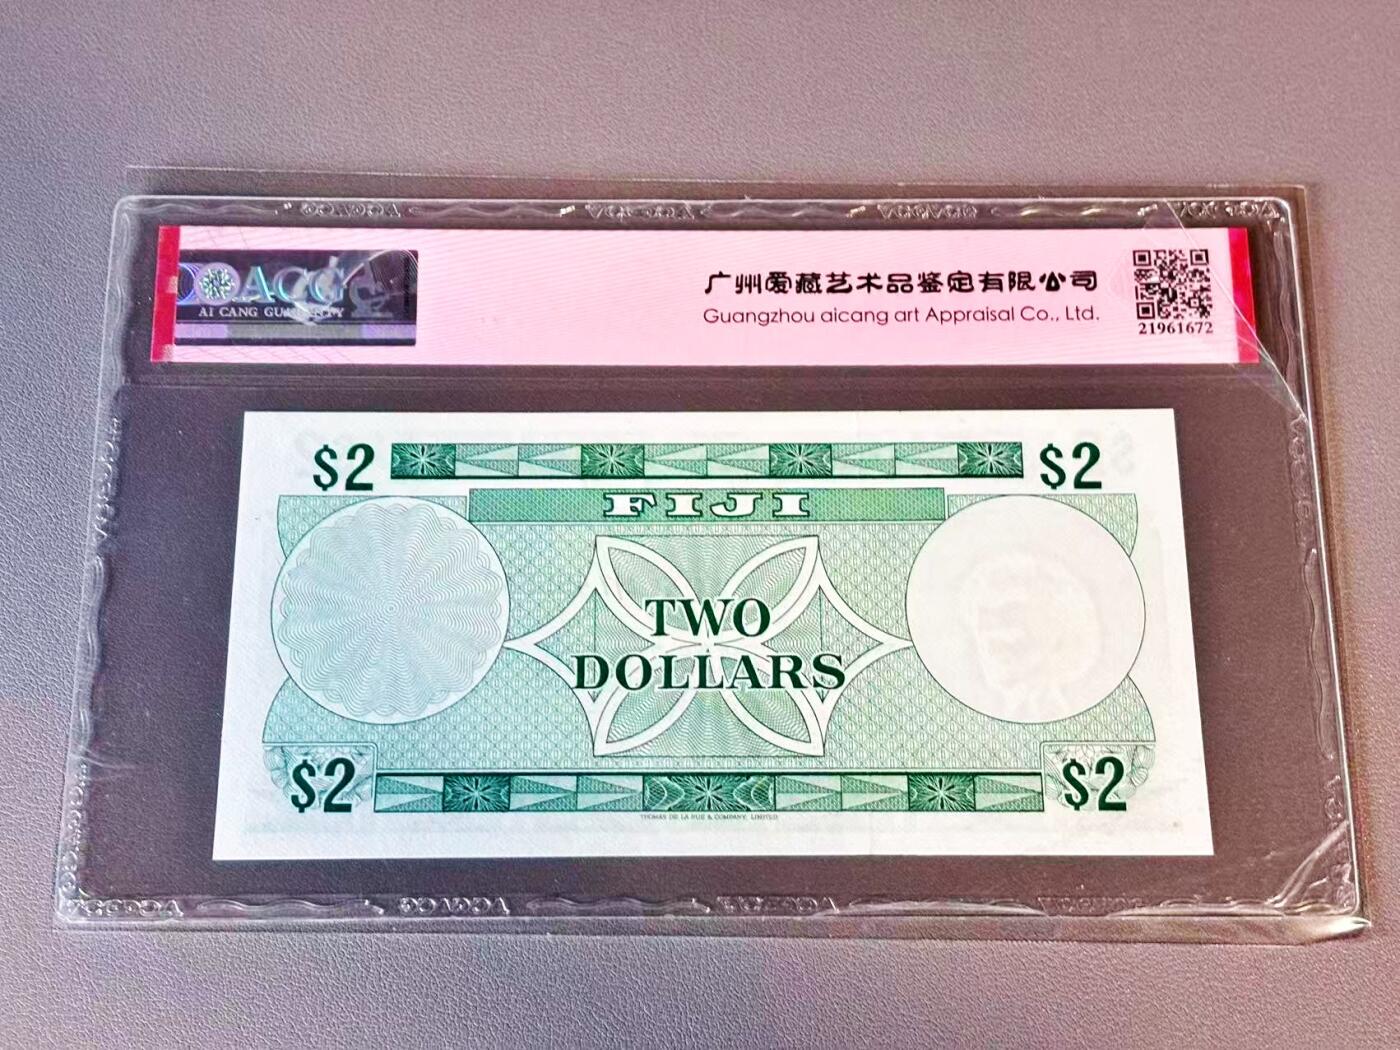 ACG
AI CANG GUARANTY
广州爱藏艺术品鉴定有限公司
Guangzhou aicang art Appraisal Co., Ltd.
21961672
$2
$2
FIJI
TWO
DOLLARS
$2
$2
THOMAS DE LA RUE & COMPANY, LIMITED